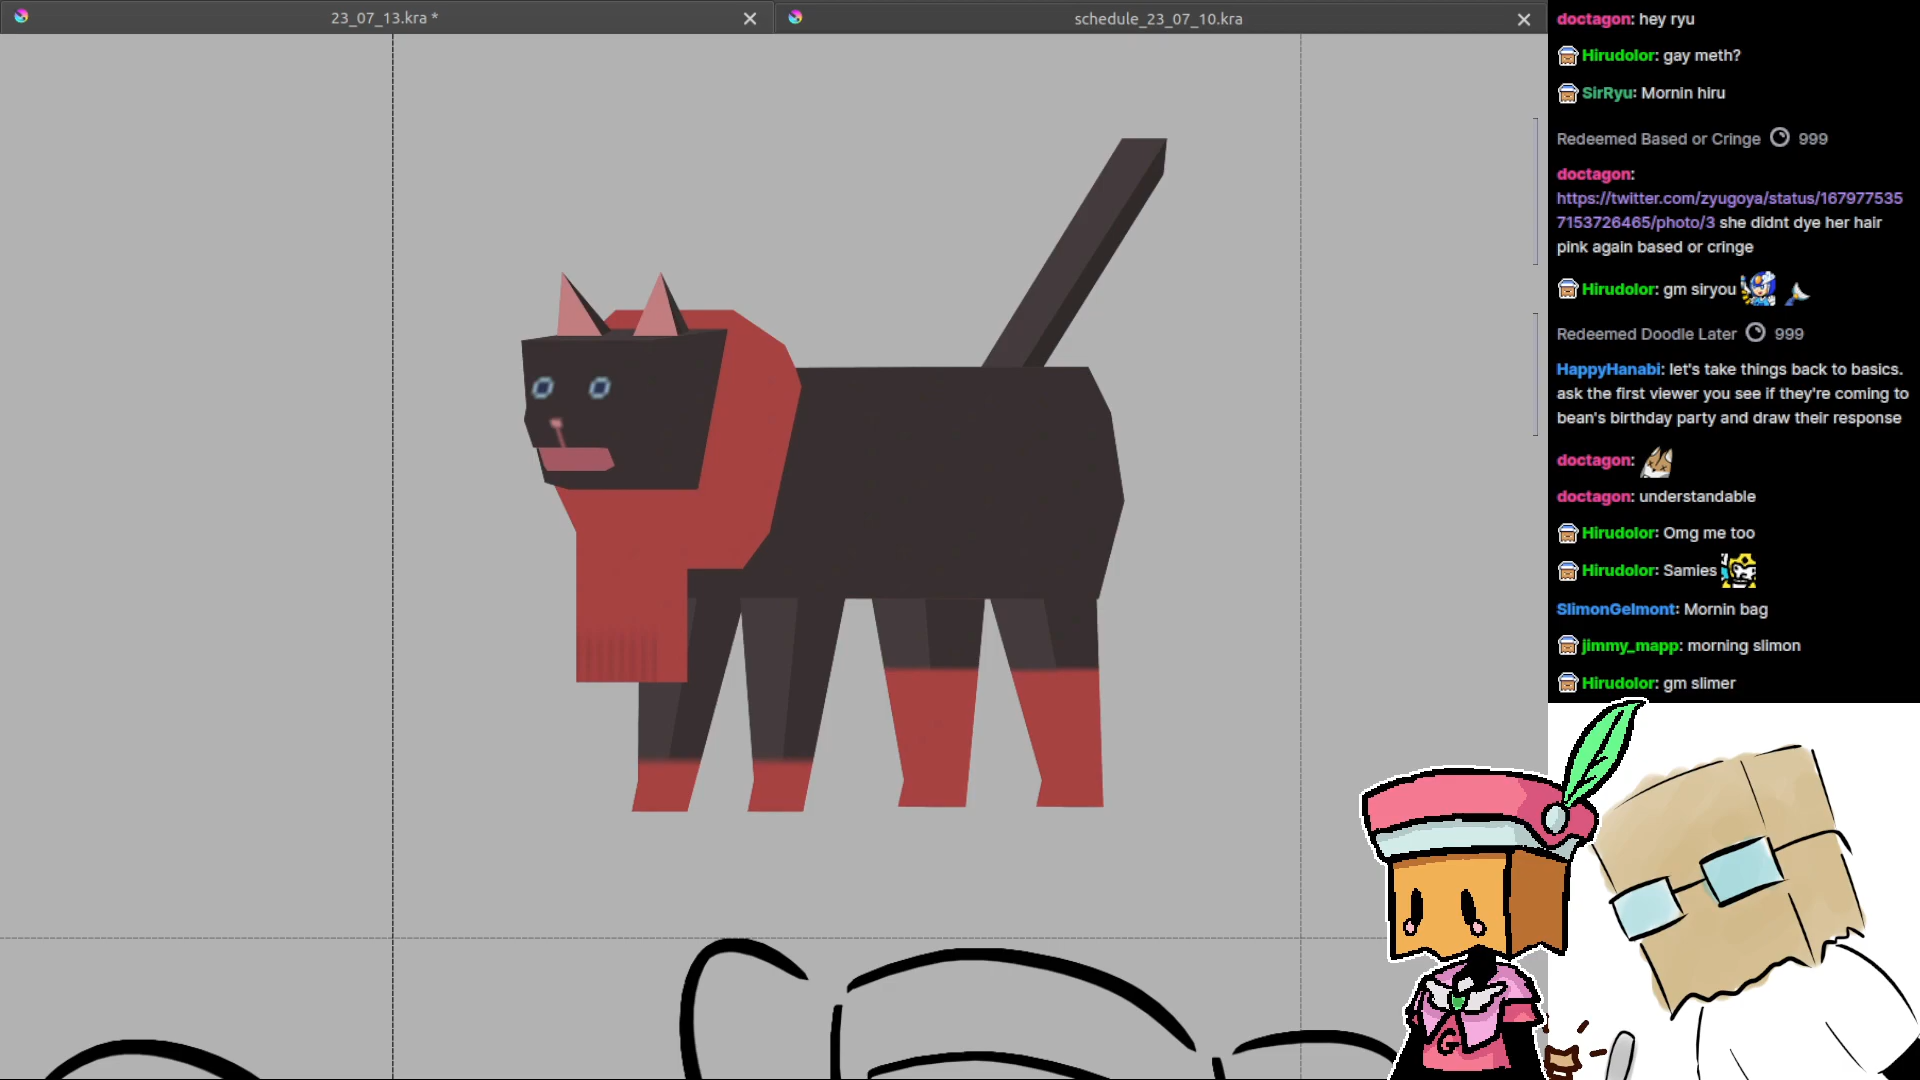 23_07_13.kra *
schedule_23_07_10.kra
doctagon: hey ryu
Hirudolor: gay meth?
SirRyu: Mornin hiru
Redeemed Based or Cringe 999
doctagon:
https://twitter.com/zyugoya/status/167977535
7153726465/photo/3 she didnt dye her hair
pink again based or cringe
Hirudolor: gm siryou
Redeemed Doodle Later 999
HappyHanabi: let's take things back to basics.
ask the first viewer you see if they're coming to
bean's birthday party and draw their response
doctagon:
doctagon: understandable
Hirudolor: Omg me too
Hirudolor: Samies
SlimonGelmont: Mornin bag
jimmy_mapp: morning slimon
Hirudolor: gm slimer
G